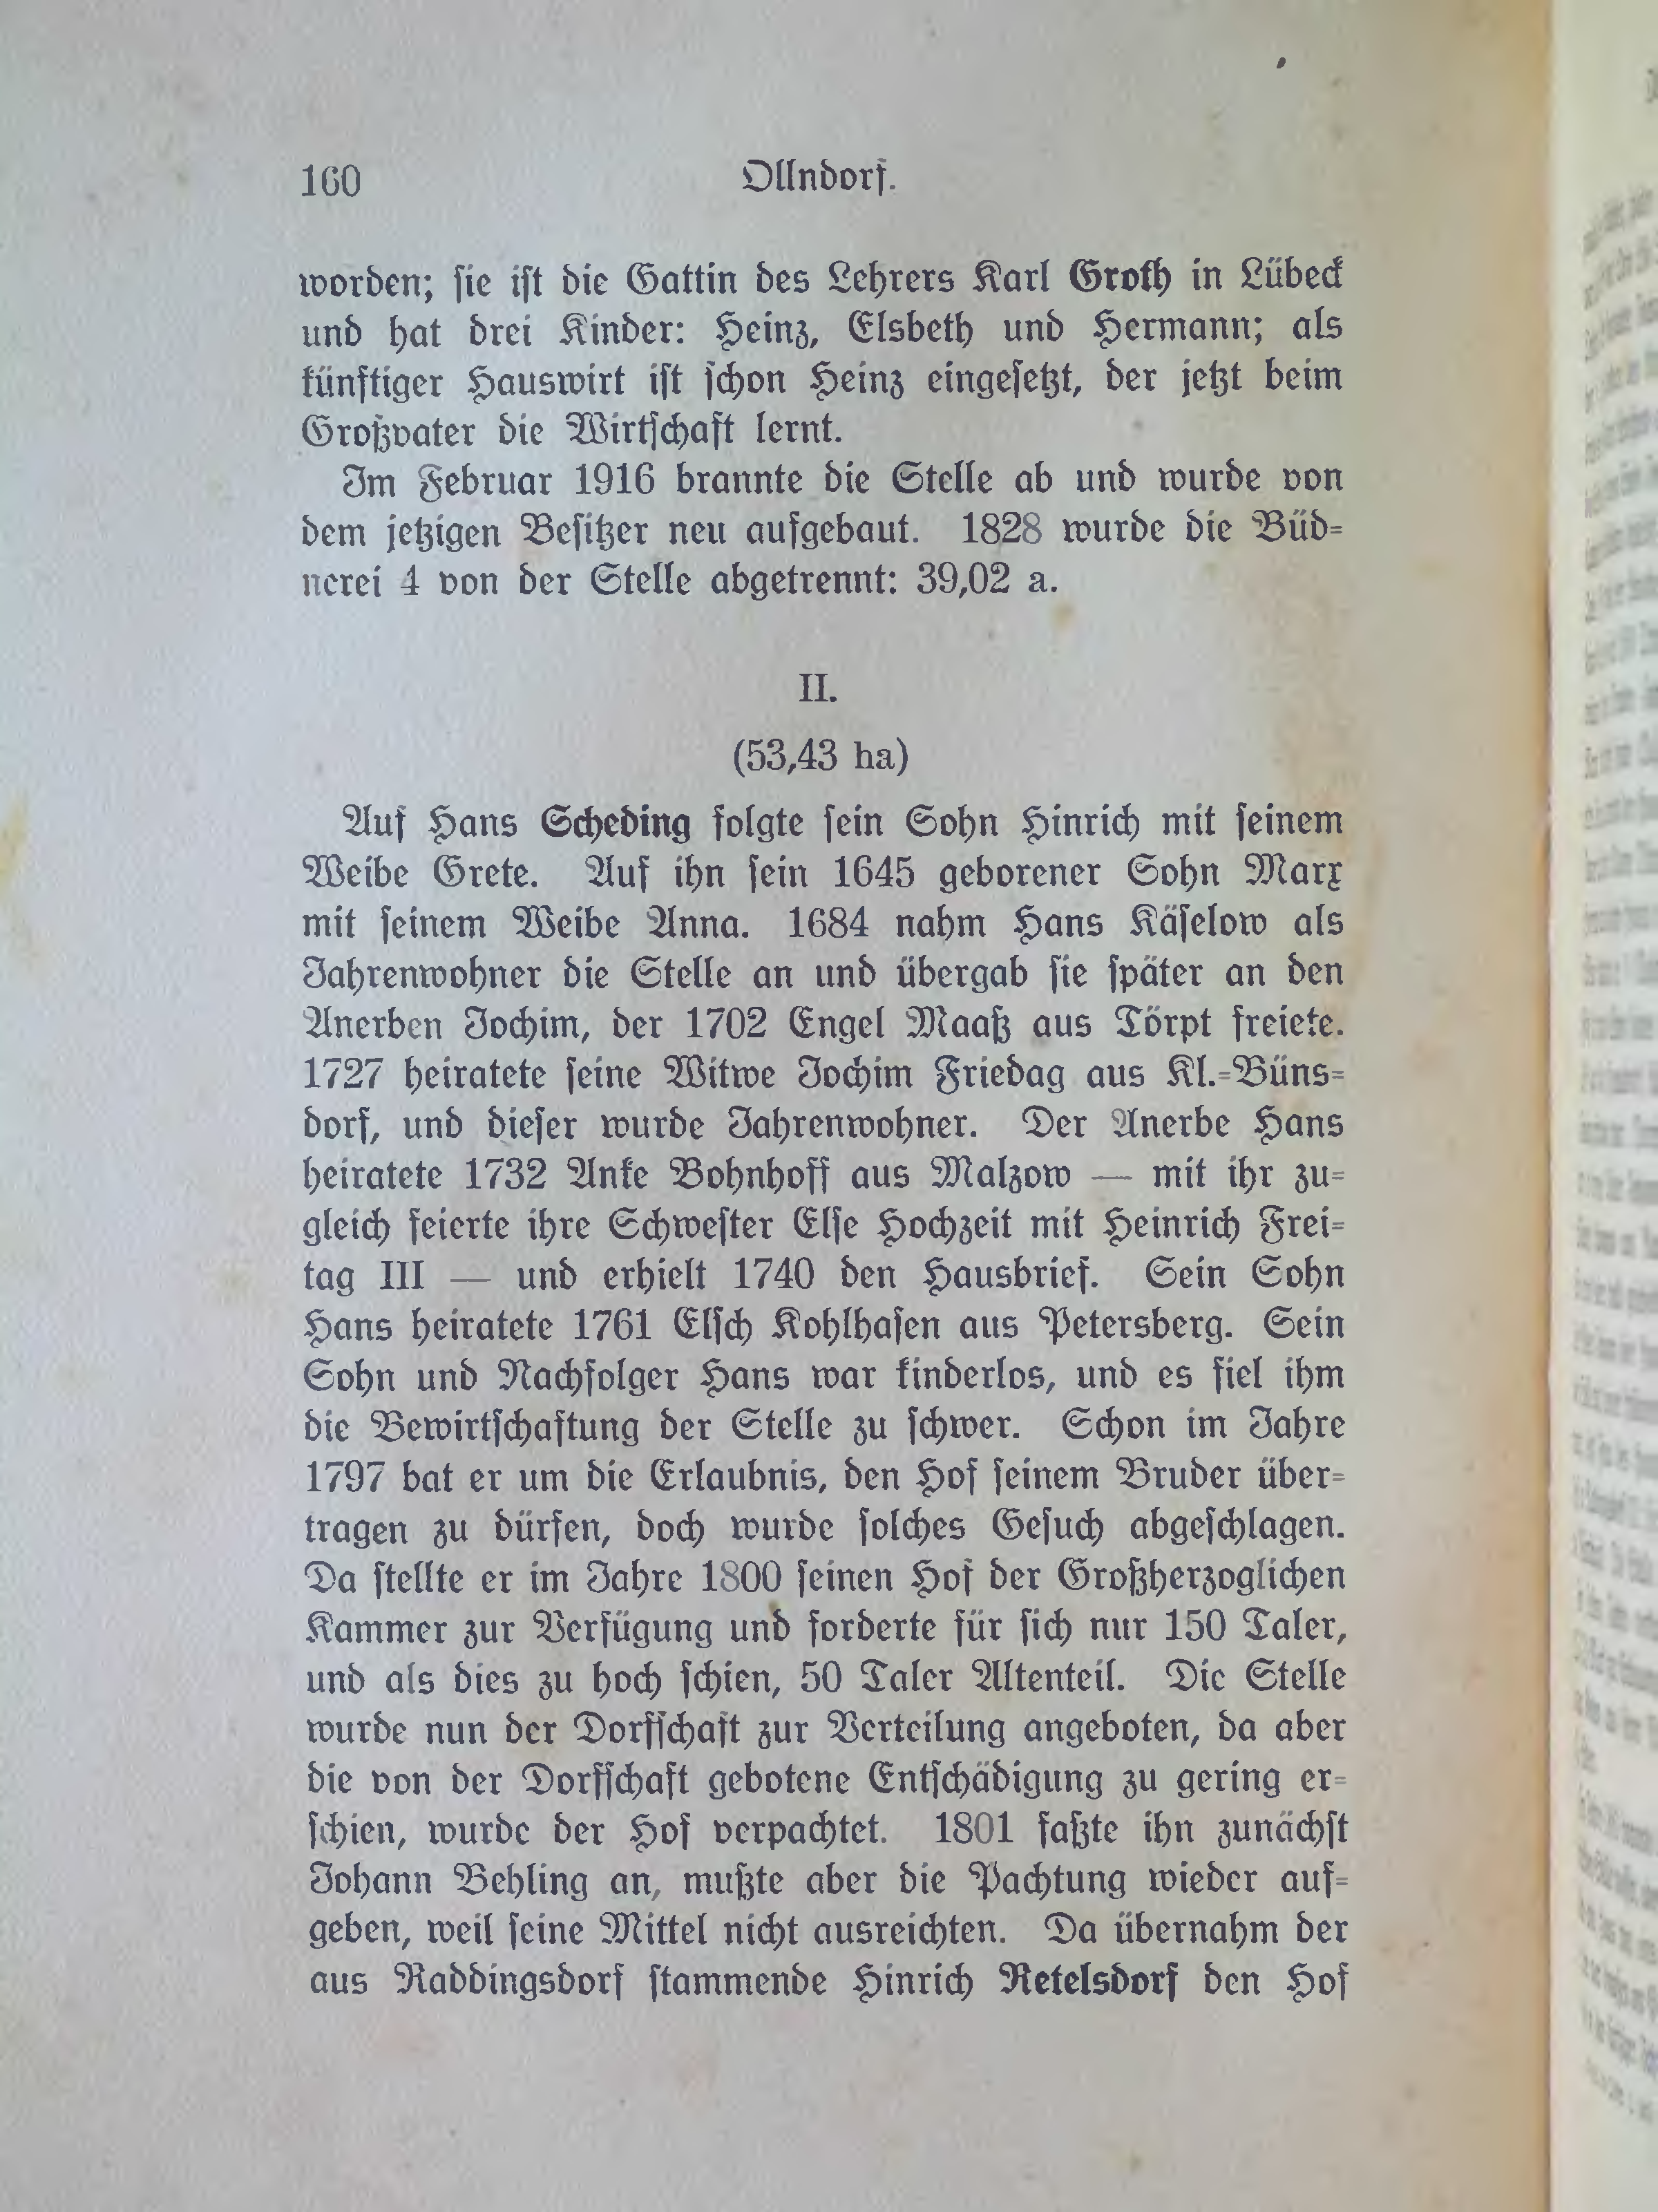 160
Ollndorf.
worden; sie ist die Gattin des Lehrers Karl Groth in Lübeck
und hat drei Kinder: Heinz, Elsbeth und Hermann; als
künftiger Hauswirt ist schon Heinz eingesetzt, der jetzt beim
Großvater die Wirtschaft lernt.
Im Februar 1916 brannte die Stelle ab und wurde von
dem jetzigen Besitzer neu aufgebaut. 1828 wurde die Büd-
nerei 4 von der Stelle abgetrennt: 39,02 a.
II.
(53,43 ha)
Auf Hans Scheding folgte sein Sohn Hinrich mit seinem
Weibe Grete. Auf ihn sein 1645 geborener Sohn Marx
mit seinem Weibe Anna. 1684 nahm Hans Käselow als
Jahrenwohner die Stelle an und übergab sie später an den
Anerben Jochim, der 1702 Engel Maaß aus Törpt freiete.
1727 heiratete seine Witwe Jochim Friedag aus Kl.-Büns-
dorf, und dieser wurde Jahrenwohner. Der Anerbe Hans
heiratete 1732 Anke Bohnhoff aus Malzow — mit ihr zu-
gleich feierte ihre Schwester Else Hochzeit mit Heinrich Frei-
tag III — und erhielt 1740 den Hausbrief. Sein Sohn
Hans heiratete 1761 Elsch Kohlhasen aus Petersberg. Sein
Sohn und Nachfolger Hans war kinderlos, und es fiel ihm
die Bewirtschaftung der Stelle zu schwer. Schon im Jahre
1797 bat er um die Erlaubnis, den Hof seinem Bruder über-
tragen zu dürfen, doch wurde solches Gesuch abgeschlagen.
Da stellte er im Jahre 1800 seinen Hof der Großherzoglichen
Kammer zur Verfügung und forderte für sich nur 150 Taler,
und als dies zu hoch schien, 50 Taler Altenteil. Die Stelle
wurde nun der Dorfschaft zur Verteilung angeboten, da aber
die von der Dorfschaft gebotene Entschädigung zu gering er-
schien, wurde der Hof verpachtet. 1801 faßte ihn zunächst
Johann Behling an, mußte aber die Pachtung wieder auf-
geben, weil seine Mittel nicht ausreichten. Da übernahm der
aus Raddingsdorf stammende Hinrich Retelsdorf den Hof